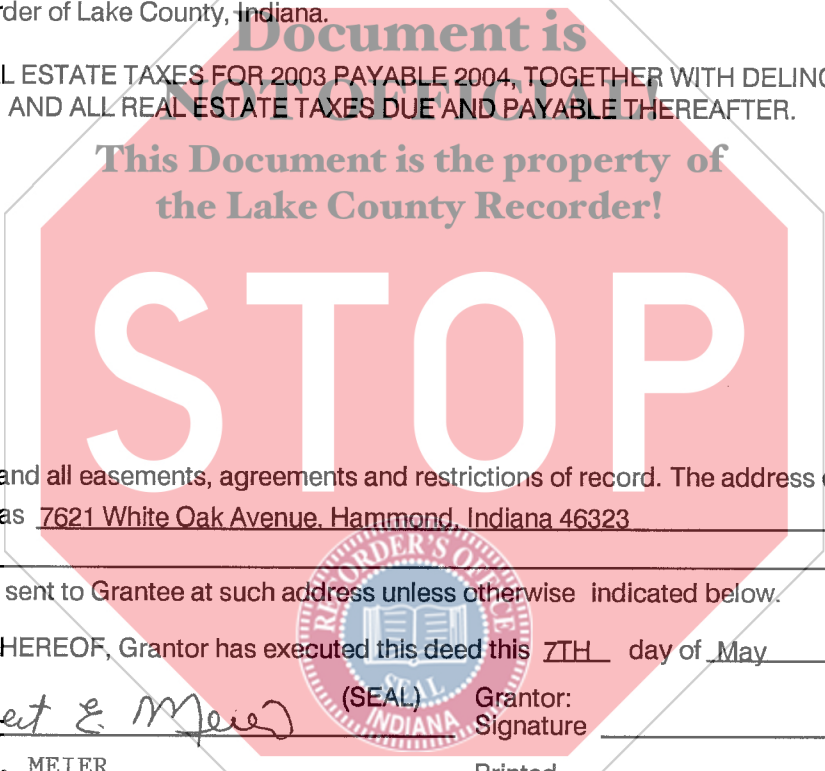 rder of Lake County, Indiana.
Document is
L ESTATE TAXES FOR 2003 PAYABLE 2004, TOGETHER WITH DELINQ
NOT OFFICIAL!
AND ALL REAL ESTATE TAXES DUE AND PAYABLE THEREAFTER.
This Document is the property of
the Lake County Recorder!
STOP
and all easements, agreements and restrictions of record. The address
as 7621 White Oak Avenue, Hammond, Indiana 46323
RECORDER'S OFFICE
sent to Grantee at such address unless otherwise indicated below.
HEREOF, Grantor has executed this deed this 7TH day of May
SEAL
INDIANA
E. Meier (SEAL) Grantor:
Signature
METER
Printed